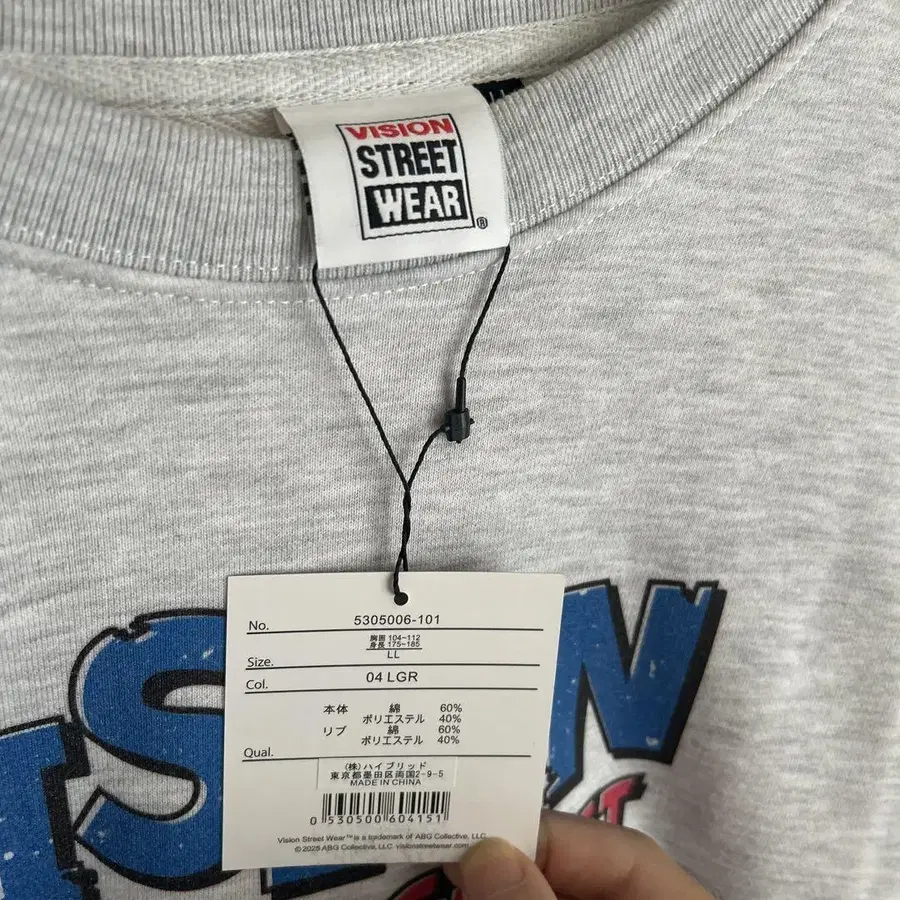 VISION
STREET
WEAR
®
No. 5305006-101
胸囲 104-112
身長 175-185
Size. LL
Col. 04 LGR
本体 綿 60%
ポリエステル 40%
リブ 綿 60%
ポリエステル 40%
Qual.
(株)ハイブリッド
東京都墨田区両国2-9-5
MADE IN CHINA
0 530500 604151
Vision Street Wear™ is a trademark of ABG Collective, LLC.
© 2025 ABG Collective, LLC visionstreetwear.com
ISION